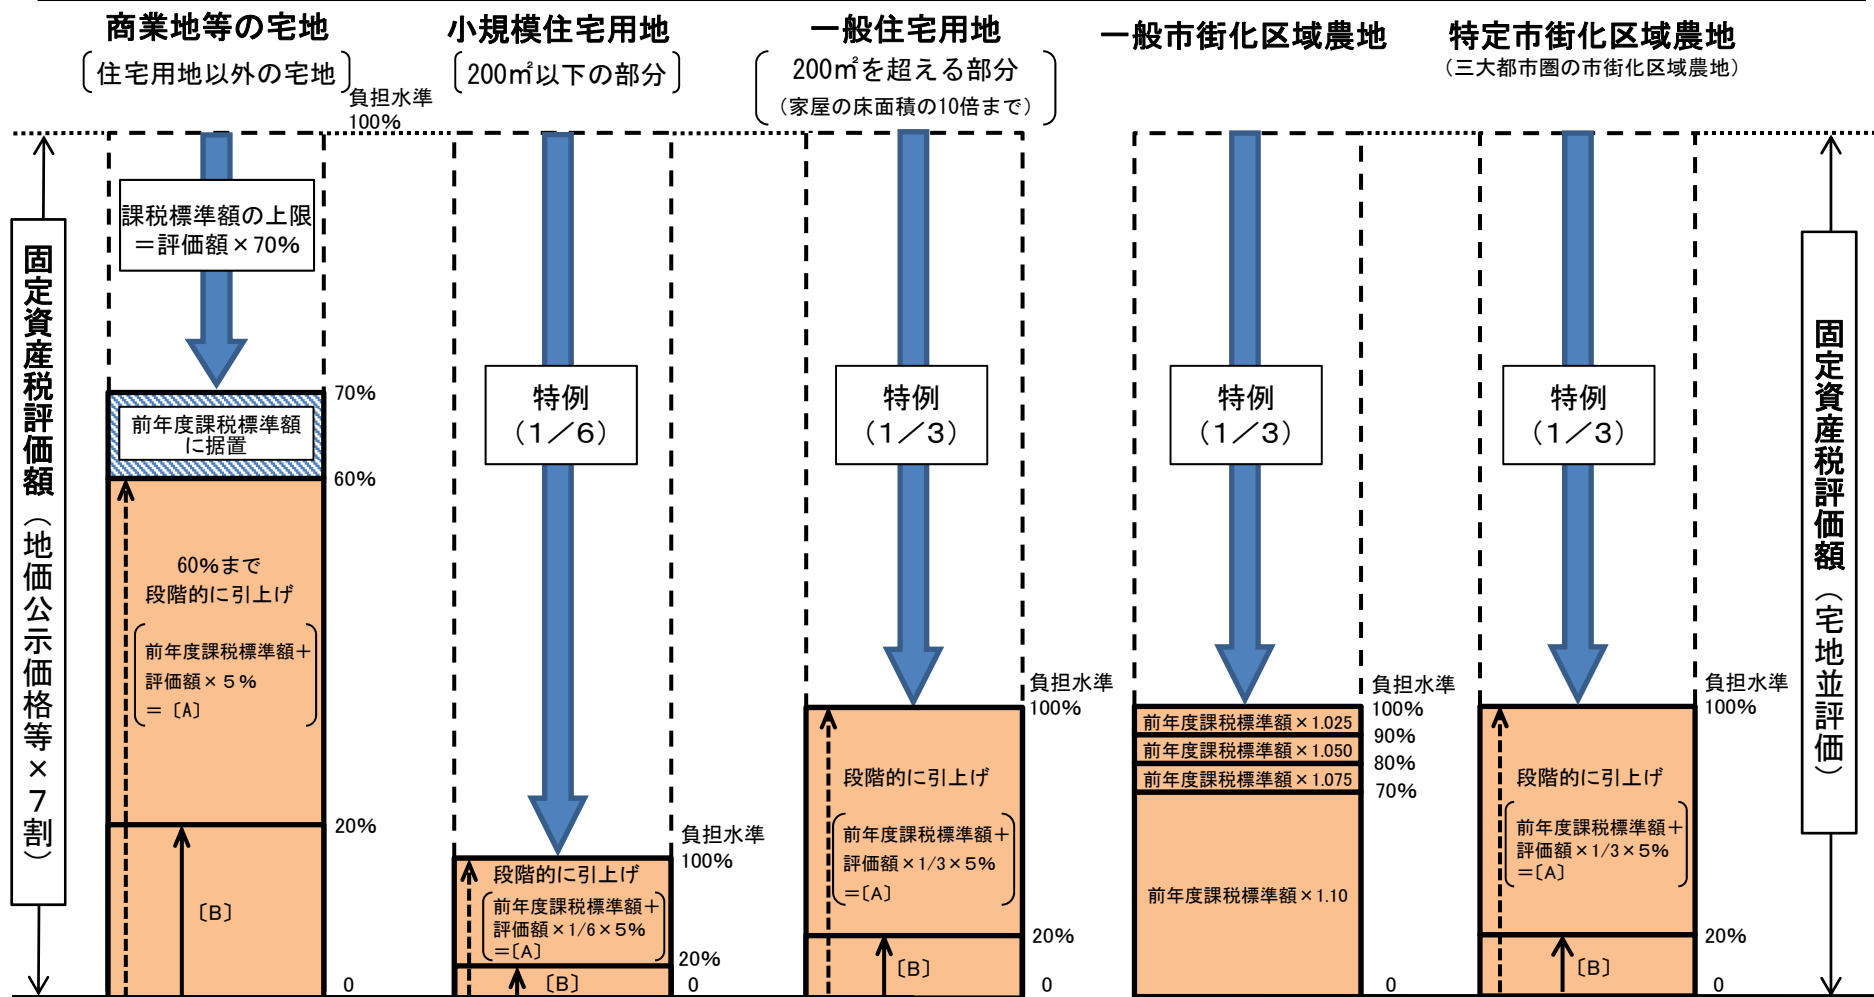 商業地等の宅地
〔住宅用地以外の宅地〕
小規模住宅用地
〔200㎡以下の部分〕
一般住宅用地
200㎡を超える部分
（家屋の床面積の10倍まで）
一般市街化区域農地
特定市街化区域農地
（三大都市圏の市街化区域農地）
固定資産税評価額（地価公示価格等×７割）
負担水準
100%
課税標準額の上限
＝評価額×70%
70%
前年度課税標準額
に据置
60%
60%まで
段階的に引上げ
前年度課税標準額＋
評価額×５%
＝〔A〕
20%
〔B〕
0
特例
（１／６）
負担水準
100%
段階的に引上げ
前年度課税標準額＋
評価額×1/6×5%
＝〔A〕
20%
〔B〕
0
特例
（１／３）
負担水準
100%
段階的に引上げ
前年度課税標準額＋
評価額×1/3×5%
＝〔A〕
20%
〔B〕
0
特例
（１／３）
負担水準
100%
前年度課税標準額×1.025
90%
前年度課税標準額×1.050
80%
前年度課税標準額×1.075
70%
前年度課税標準額×1.10
0
特例
（１／３）
負担水準
100%
段階的に引上げ
前年度課税標準額＋
評価額×1/3×5%
＝〔A〕
20%
〔B〕
0
固定資産税評価額（宅地並評価）